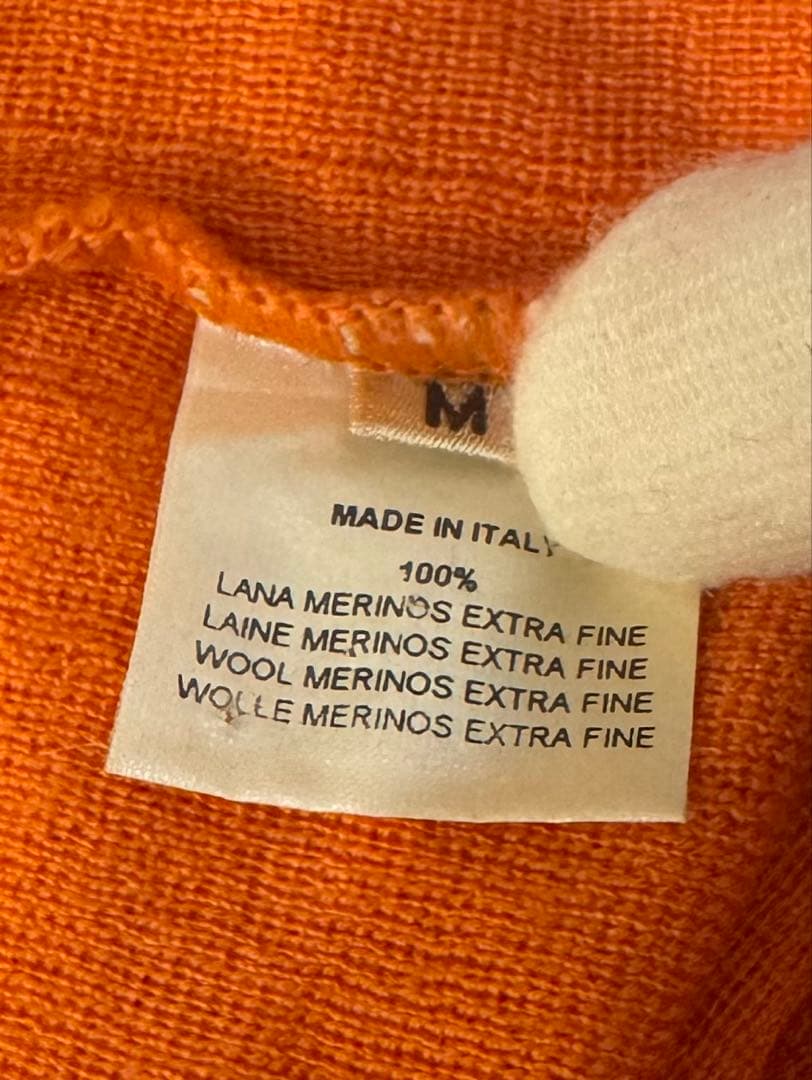 M
MADE IN ITALY
100%
LANA MERINOS EXTRA FINE
LAINE MERINOS EXTRA FINE
WOOL MERINOS EXTRA FINE
WOLLE MERINOS EXTRA FINE